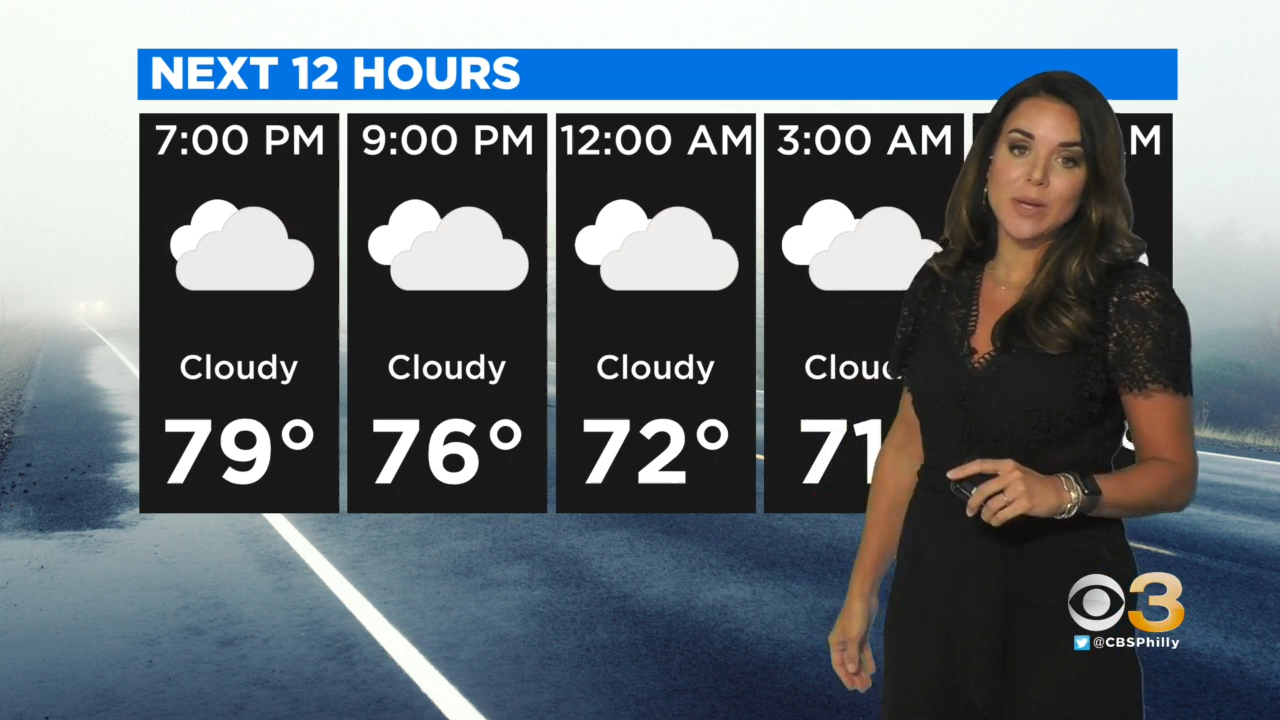 NEXT 12 HOURS
7:00 PM
9:00 PM
12:00 AM
3:00 AM
Cloudy
Cloudy
Cloudy
79°
76°
72°
71
3
@CBSPhilly